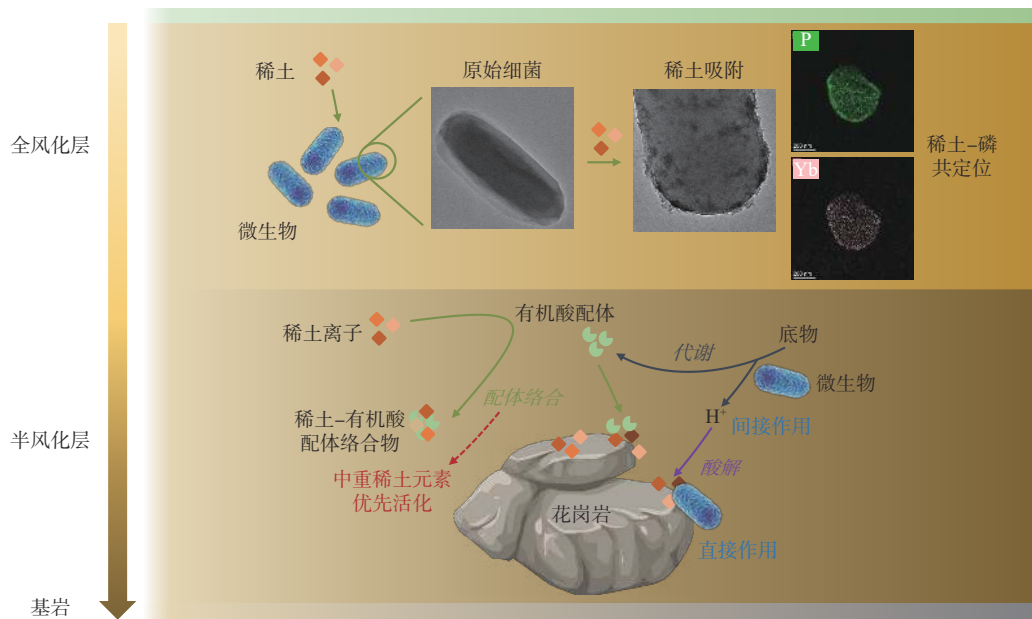 全风化层
半风化层
基岩
稀土
微生物
原始细菌
稀土吸附
P
Yb
稀土-磷
共定位
稀土离子
有机酸配体
代谢
底物
微生物
稀土-有机酸
配体络合物
配体络合
H⁺
间接作用
酸解
中重稀土元素
优先活化
花岗岩
直接作用